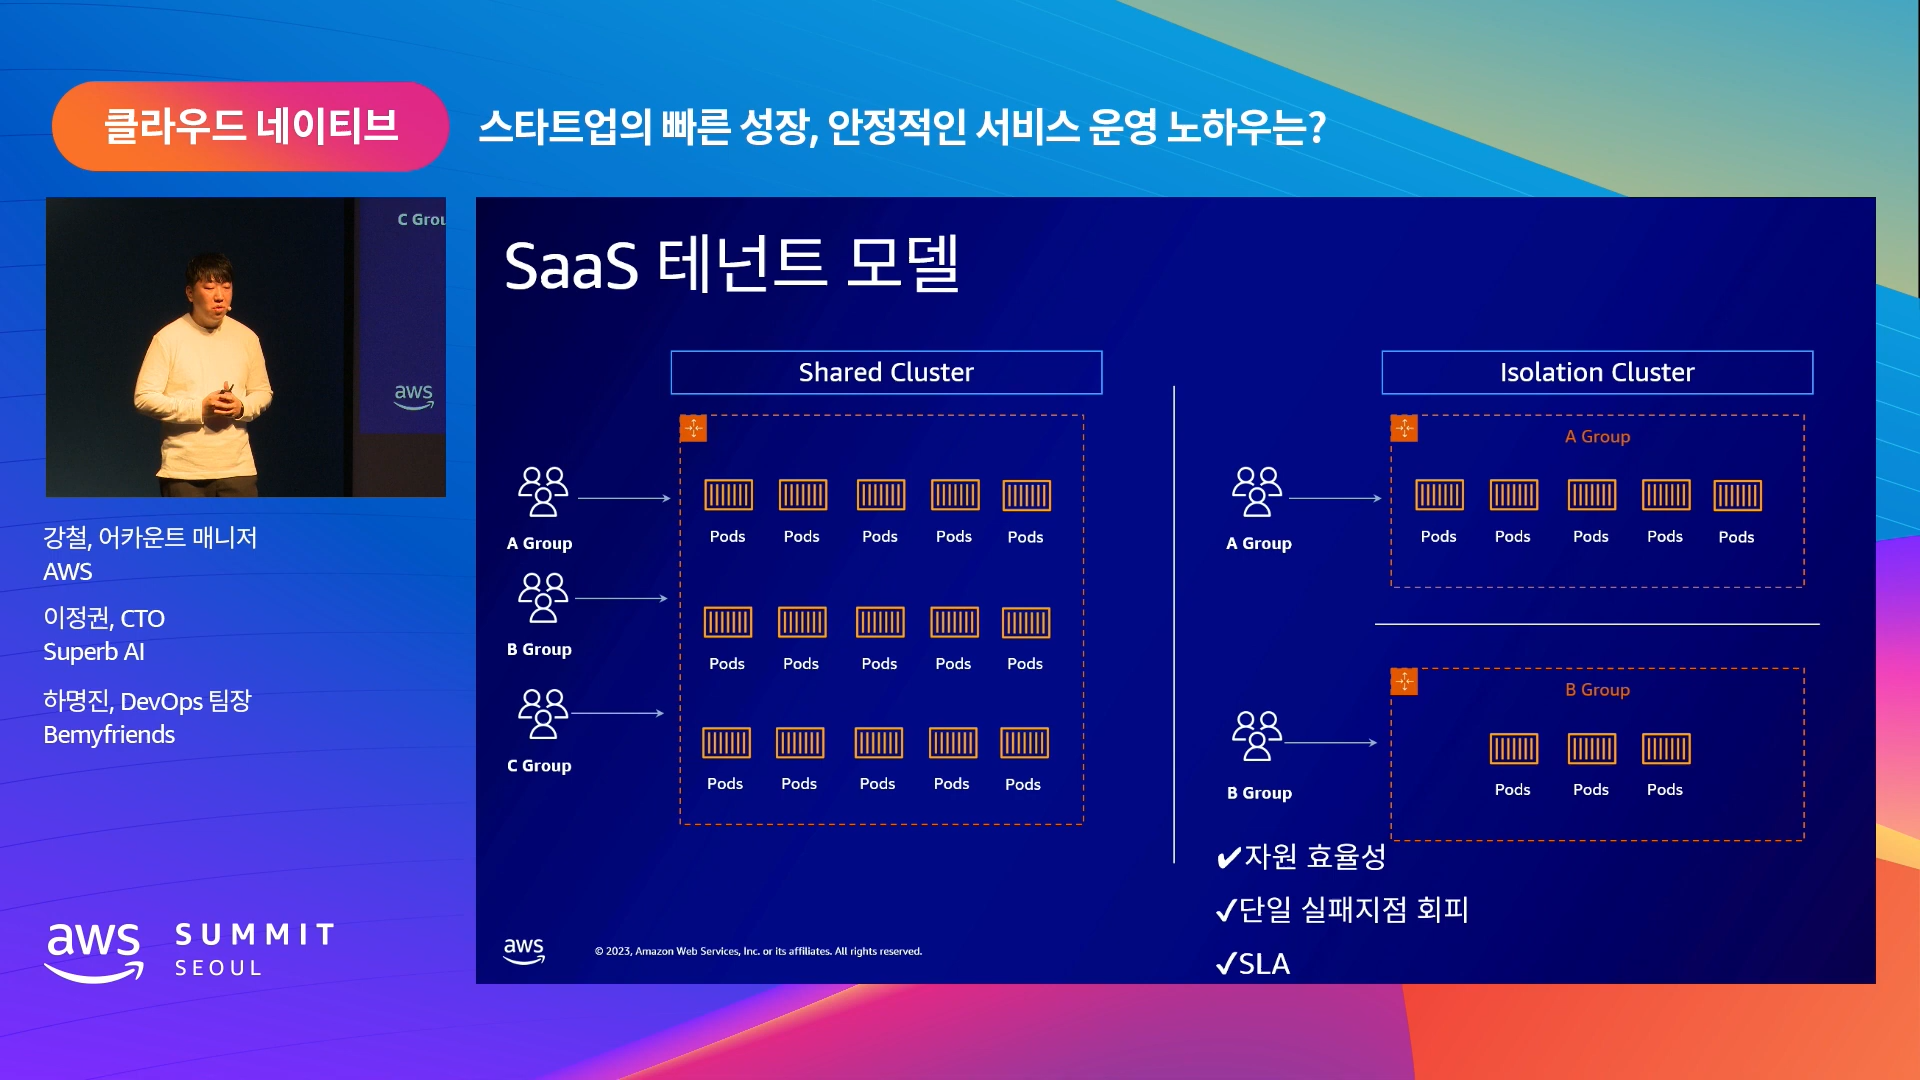 클라우드 네이티브
스타트업의 빠른 성장, 안정적인 서비스 운영 노하우는?
aws
강철, 어카운트 매니저
AWS
이정권, CTO
Superb AI
하명진, DevOps 팀장
Bemyfriends
aws SUMMIT
SEOUL
SaaS 테넌트 모델
Shared Cluster
A Group
B Group
C Group
Pods Pods Pods Pods Pods
Pods Pods Pods Pods Pods
Pods Pods Pods Pods Pods
Isolation Cluster
A Group
A Group
Pods Pods Pods Pods Pods
B Group
B Group
Pods Pods Pods
✔자원 효율성
✓단일 실패지점 회피
✓SLA
aws
© 2023, Amazon Web Services, Inc. or its affiliates. All rights reserved.